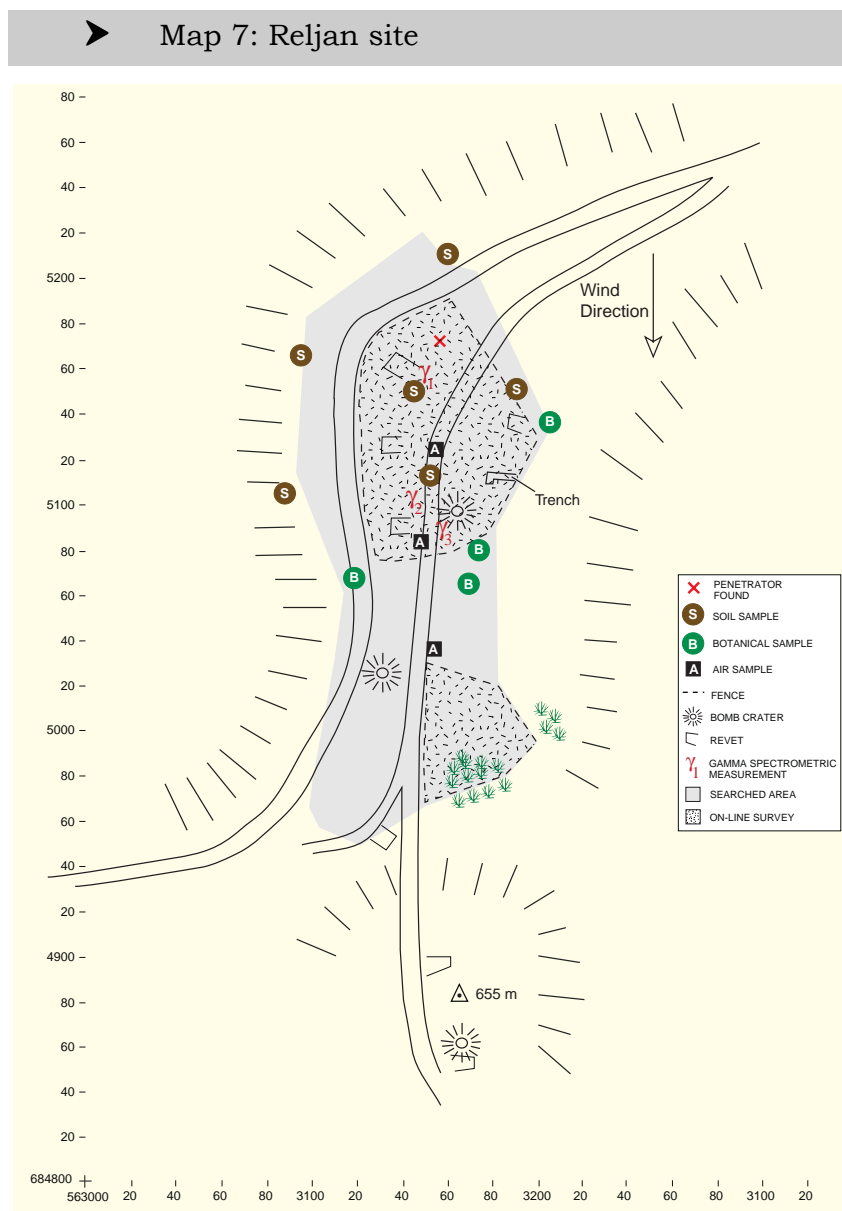 ➤ Map 7: Reljan site
80
60
40
20
5200
80
60
40
20
5100
80
60
40
20
5000
80
60
40
20
4900
80
60
40
20
684800
563000 20 40 60 80 3100 20 40 60 80 3200 20 40 60 80 3100 20
S
Wind
Direction
S
γ1
S
S
B
A
S
S
γ2
Trench
γ3
A
B
B
B
A
655 m
PENETRATOR
FOUND
S SOIL SAMPLE
B BOTANICAL SAMPLE
A AIR SAMPLE
FENCE
BOMB CRATER
REVET
γ1 GAMMA SPECTROMETRIC
MEASUREMENT
SEARCHED AREA
ON-LINE SURVEY